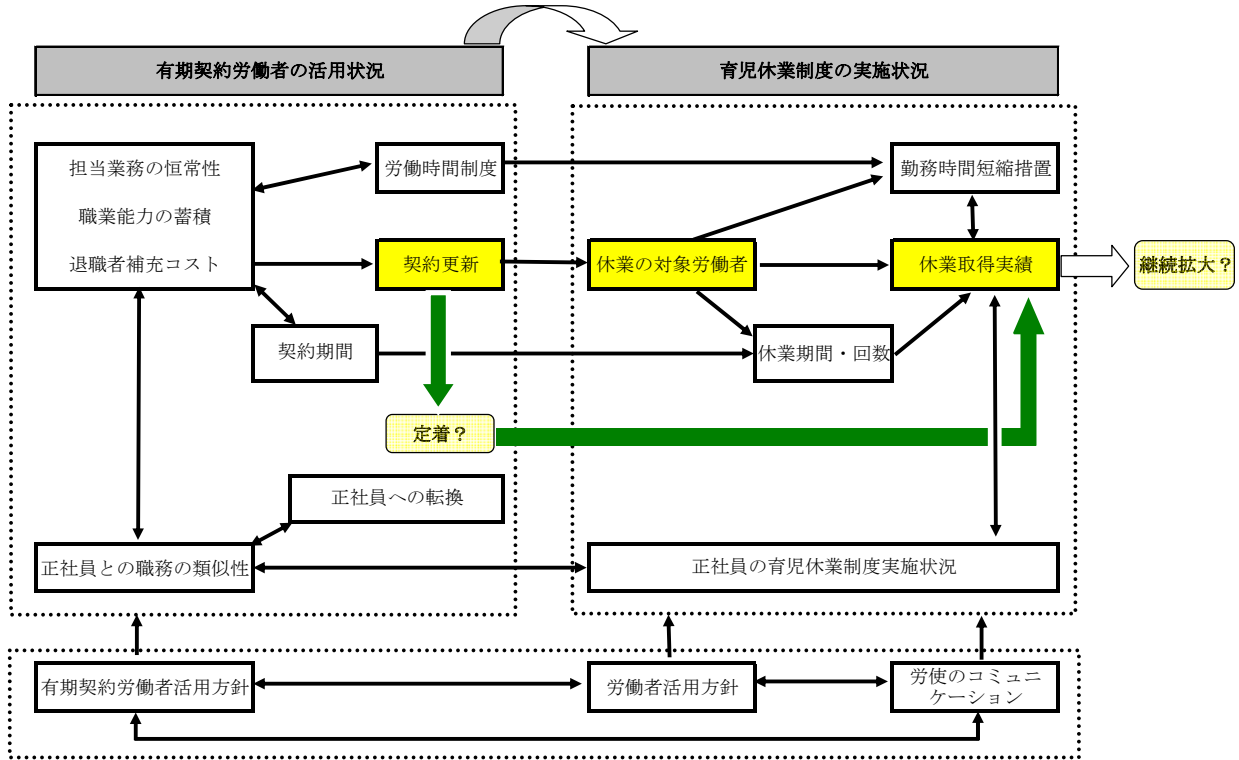 有期契約労働者の活用状況
育児休業制度の実施状況
担当業務の恒常性
職業能力の蓄積
退職者補充コスト
労働時間制度
勤務時間短縮措置
契約更新
休業の対象労働者
休業取得実績
継続拡大？
契約期間
休業期間・回数
定着？
正社員への転換
正社員との職務の類似性
正社員の育児休業制度実施状況
有期契約労働者活用方針
労働者活用方針
労使のコミュニ
ケーション